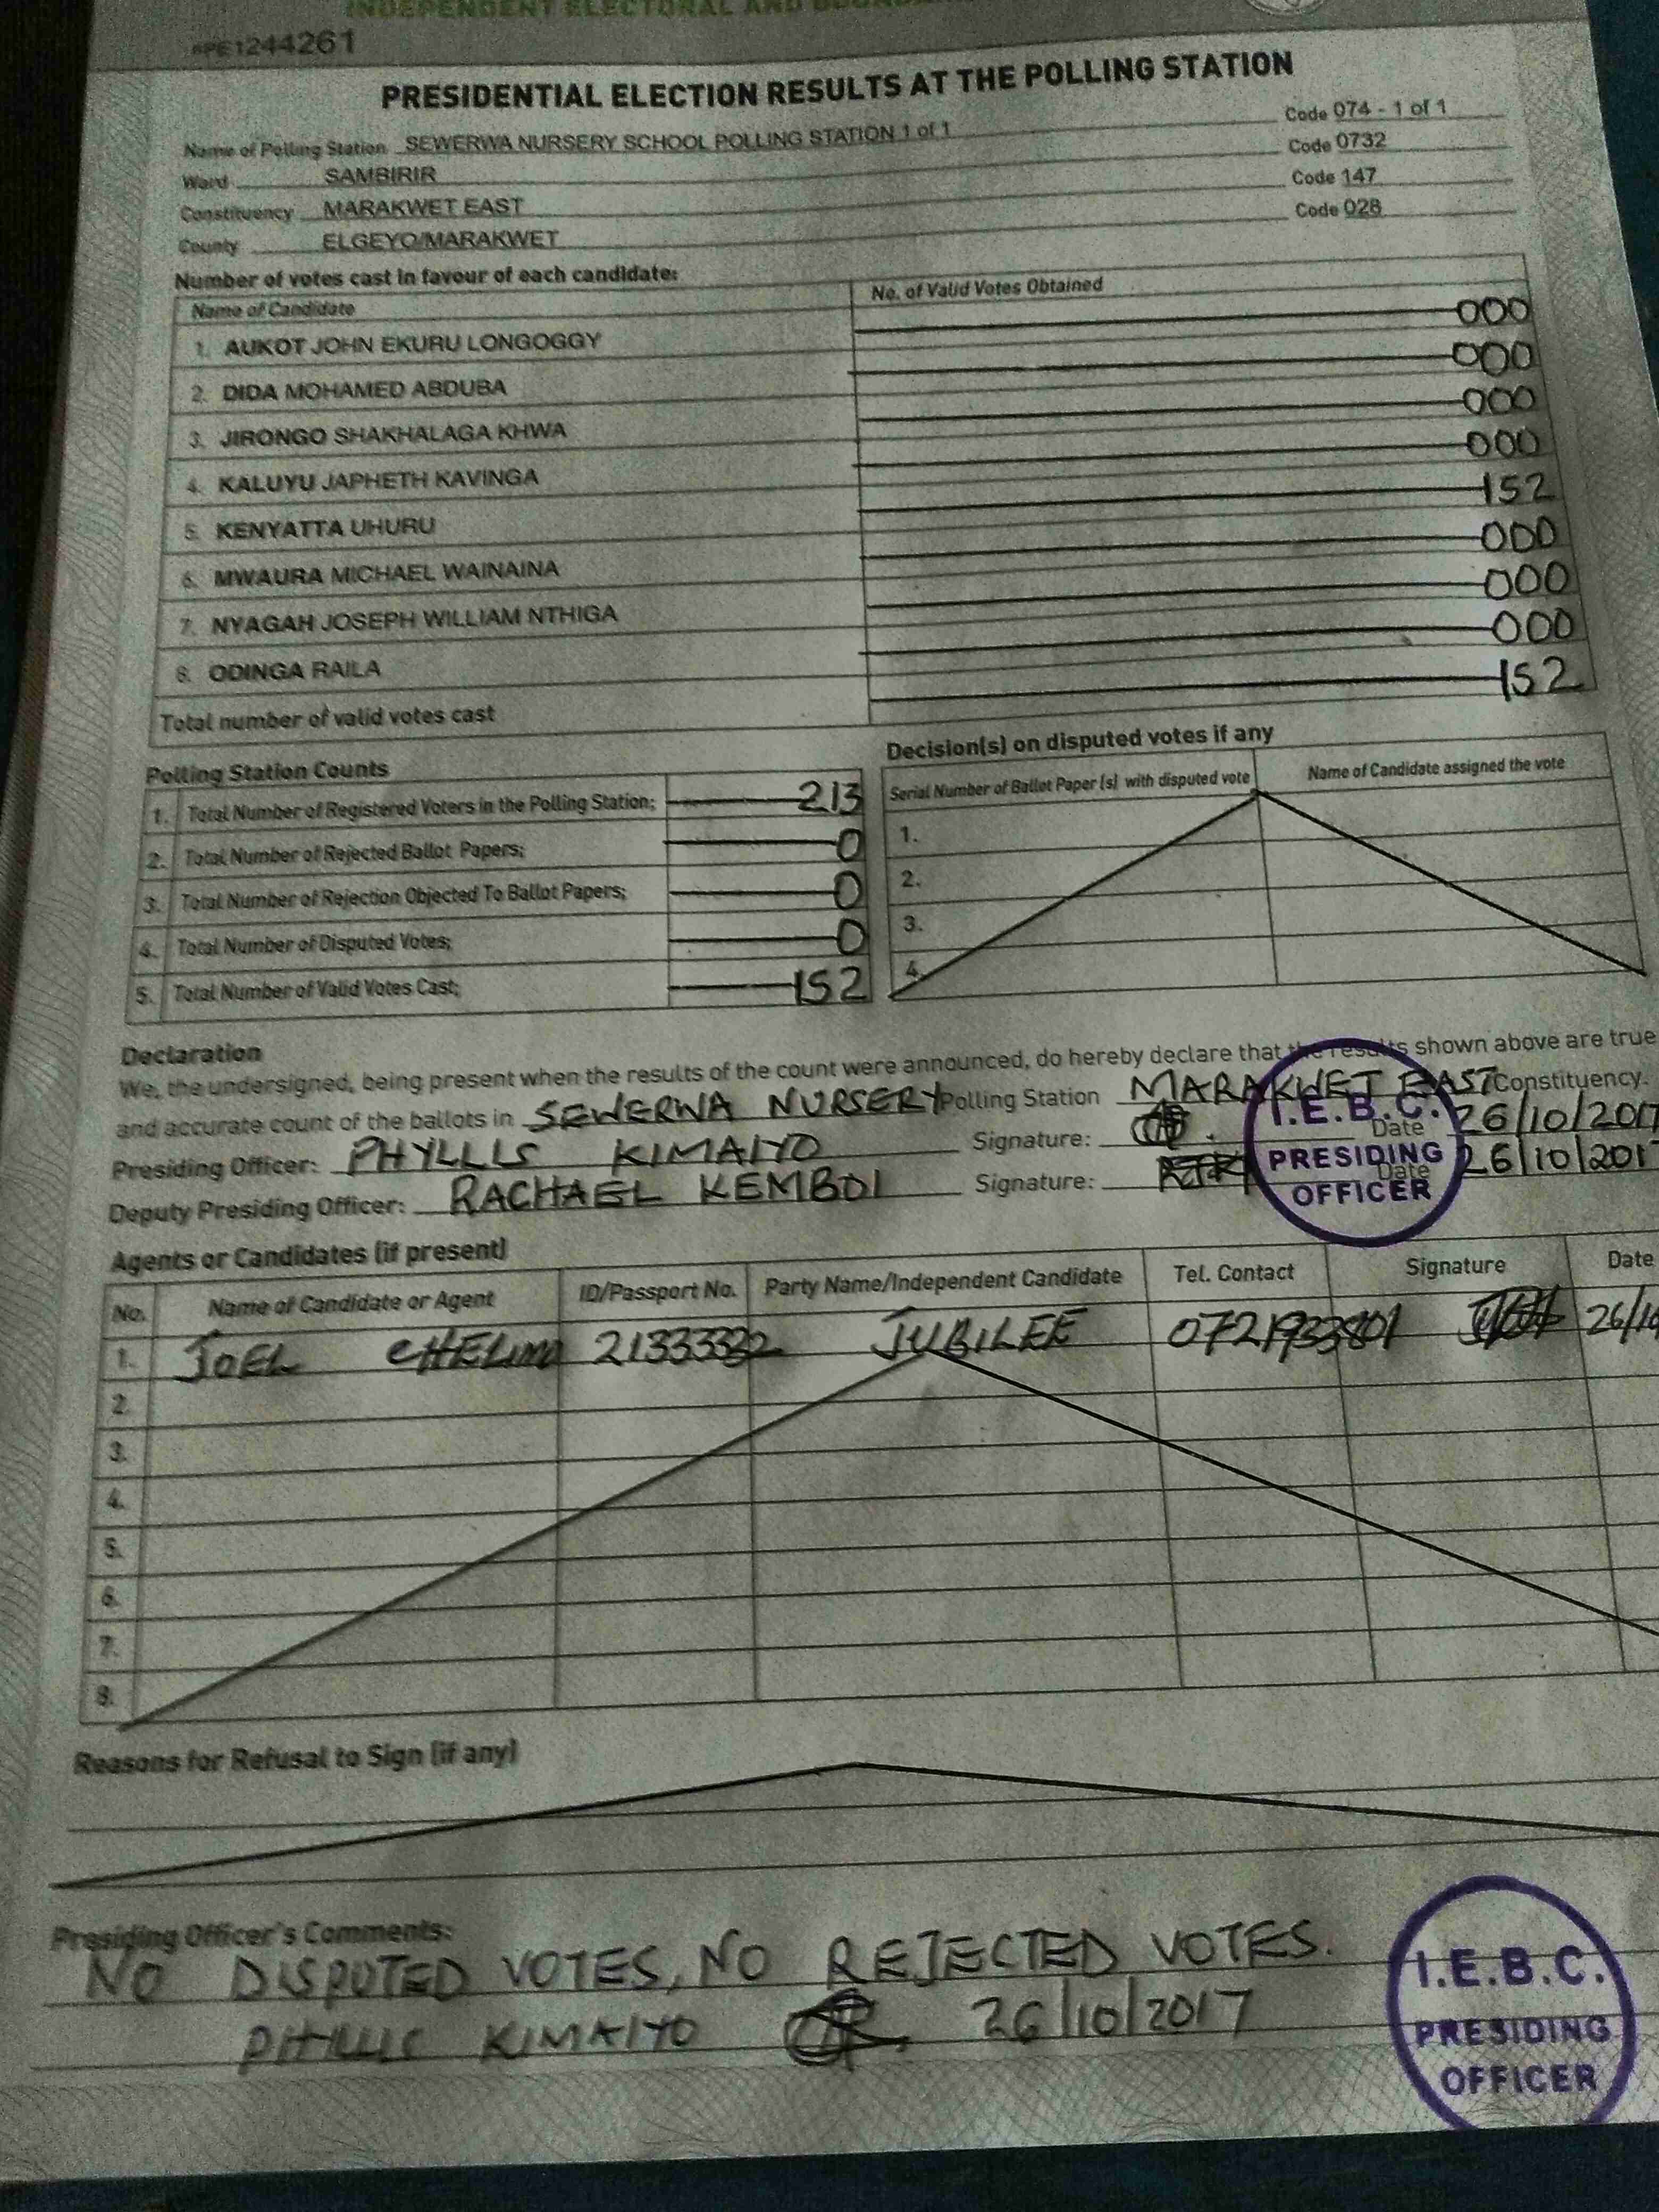 INDEPENDENT ELECTORAL AND
#PE1244261
PRESIDENTIAL ELECTION RESULTS AT THE POLLING STATION
Name of Polling Station SEWERWA NURSERY SCHOOL POLLING STATION 1 of 1 Code 074 - 1 of 1
Ward SAMBIRIR Code 0732
Constituency MARAKWET EAST Code 147
County ELGEYO/MARAKWET Code 028
Number of votes cast in favour of each candidate:
Name of Candidate No. of Valid Votes Obtained
1. AUKOT JOHN EKURU LONGOGGY 000
2. DIDA MOHAMED ABDUBA 000
3. JIRONGO SHAKHALAGA KHWA 000
4. KALUYU JAPHETH KAVINGA 000
5. KENYATTA UHURU 152
6. MWAURA MICHAEL WAINAINA 000
7. NYAGAH JOSEPH WILLIAM NTHIGA 000
8. ODINGA RAILA 000
Total number of valid votes cast 152
Polling Station Counts
1. Total Number of Registered Voters in the Polling Station; 213
2. Total Number of Rejected Ballot Papers; 0
3. Total Number of Rejection Objected To Ballot Papers; 0
4. Total Number of Disputed Votes; 0
5. Total Number of Valid Votes Cast; 152
Decision(s) on disputed votes if any
Serial Number of Ballot Paper (s) with disputed vote Name of Candidate assigned the vote
1.
2.
3.
4.
Declaration
We, the undersigned, being present when the results of the count were announced, do hereby declare that the results shown above are true
and accurate count of the ballots in SEWERWA NURSERY Polling Station MARAKWET EAST Constituency.
Presiding Officer: PHYLLIS KIMAIYO Signature: Date 26/10/2017
Deputy Presiding Officer: RACHAEL KEMBOI Signature: Date 26/10/2017
I.E.B.C.
PRESIDING
OFFICER
Agents or Candidates (if present)
No. Name of Candidate or Agent ID/Passport No. Party Name/Independent Candidate Tel. Contact Signature Date
1. JOEL 21333332 JUBILEE 0721933801 26/10
2.
3.
4.
5.
6.
7.
8.
Reasons for Refusal to Sign (if any)
Presiding Officer's Comments:
NO DISPUTED VOTES, NO REJECTED VOTES.
PHYLLIS KIMAIYO 26/10/2017
I.E.B.C.
PRESIDING
OFFICER